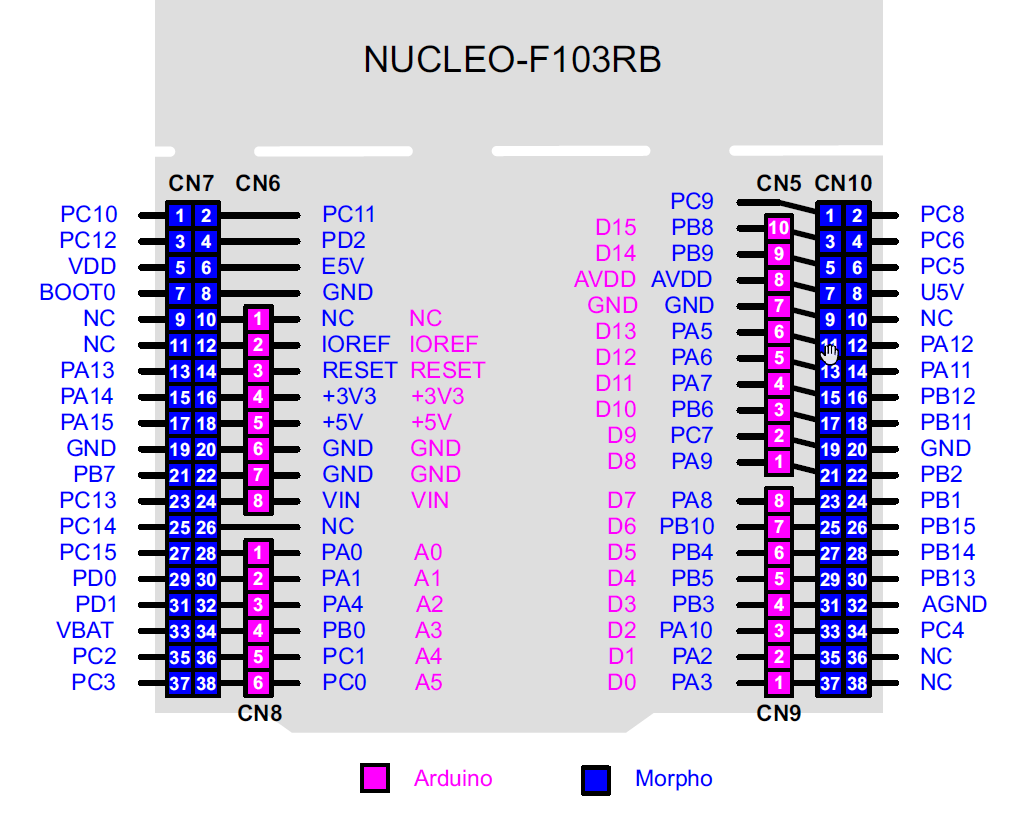 NUCLEO-F103RB
CN7 CN6 CN5 CN10
PC9
PC10 1 2 PC11 1 2 PC8
D15 PB8 10
PC12 3 4 PD2 3 4 PC6
D14 PB9 9
VDD 5 6 E5V 5 6 PC5
AVDD AVDD 8
BOOT0 7 8 GND 7 8 U5V
GND GND 7
NC 9 10 1 NC NC 9 10 NC
D13 PA5 6
NC 11 12 2 IOREF IOREF 12 PA12
D12 PA6 5
PA13 13 14 3 RESET RESET 13 14 PA11
D11 PA7 4
PA14 15 16 4 +3V3 +3V3 15 16 PB12
D10 PB6 3
PA15 17 18 5 +5V +5V 17 18 PB11
D9 PC7 2
GND 19 20 6 GND GND 19 20 GND
D8 PA9 1
PB7 21 22 7 GND GND 21 22 PB2
PC13 23 24 8 VIN VIN D7 PA8 8 23 24 PB1
PC14 25 26 NC D6 PB10 7 25 26 PB15
PC15 27 28 1 PA0 A0 D5 PB4 6 27 28 PB14
PD0 29 30 2 PA1 A1 D4 PB5 5 29 30 PB13
PD1 31 32 3 PA4 A2 D3 PB3 4 31 32 AGND
VBAT 33 34 4 PB0 A3 D2 PA10 3 33 34 PC4
PC2 35 36 5 PC1 A4 D1 PA2 2 35 36 NC
PC3 37 38 6 PC0 A5 D0 PA3 1 37 38 NC
CN8 CN9
Arduino Morpho